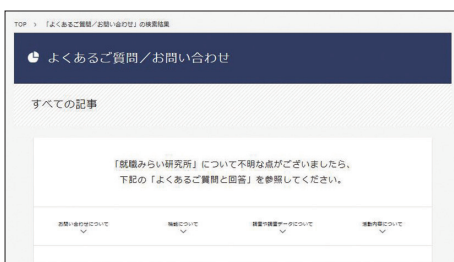 TOP > 「よくあるご質問／お問い合わせ」の検索結果
よくあるご質問／お問い合わせ
すべての記事
「就職みらい研究所」について不明な点がございましたら、
下記の「よくあるご質問と回答」を参照してください。
お問い合わせについて
機能について
調査や調査データについて
活動内容について